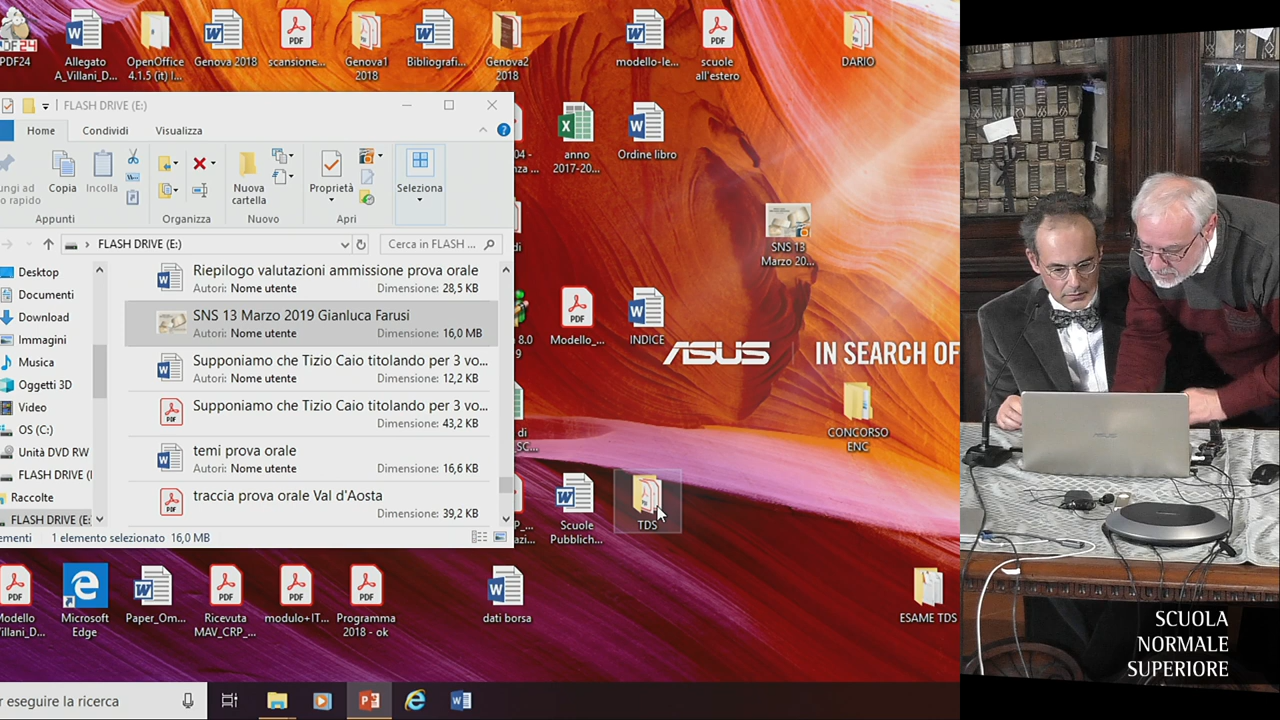 PDF24
Allegato
A_Villani_D...
OpenOffice
4.1.5 (it) I...
Genova 2018
scansione...
Genova1
2018
Bibliografi...
Genova2
2018
modello-le...
scuole
all'estero
DARIO
FLASH DRIVE (E:)
Home
Condividi
Visualizza
Copia
Incolla
Nuova
cartella
Proprietà
Seleziona
Appunti
Organizza
Nuovo
Apri
FLASH DRIVE (E:)
Cerca in FLASH ...
Desktop
Documenti
Download
Immagini
Musica
Oggetti 3D
Video
OS (C:)
Unità DVD RW
FLASH DRIVE (
Raccolte
FLASH DRIVE (E:
Riepilogo valutazioni ammissione prova orale
Autori: Nome utente
Dimensione: 28,5 KB
SNS 13 Marzo 2019 Gianluca Farusi
Autori: Nome utente
Dimensione: 16,0 MB
Supponiamo che Tizio Caio titolando per 3 vo...
Autori: Nome utente
Dimensione: 12,2 KB
Supponiamo che Tizio Caio titolando per 3 vo...
Dimensione: 43,2 KB
temi prova orale
Autori: Nome utente
Dimensione: 16,6 KB
traccia prova orale Val d'Aosta
Dimensione: 39,2 KB
1 elemento selezionato 16,0 MB
anno
2017-20...
Ordine libro
SNS 13
Marzo 20...
Modello_...
INDICE
ASUS
IN SEARCH OF
CONCORSO
ENC
Scuole
Pubblich...
TDS
Modello
Villani_D...
Microsoft
Edge
Paper_Om...
Ricevuta
MAV_CRP_...
modulo+IT...
Programma
2018 - ok
dati borsa
ESAME TDS
r eseguire la ricerca
SCUOLA
NORMALE
SUPERIORE